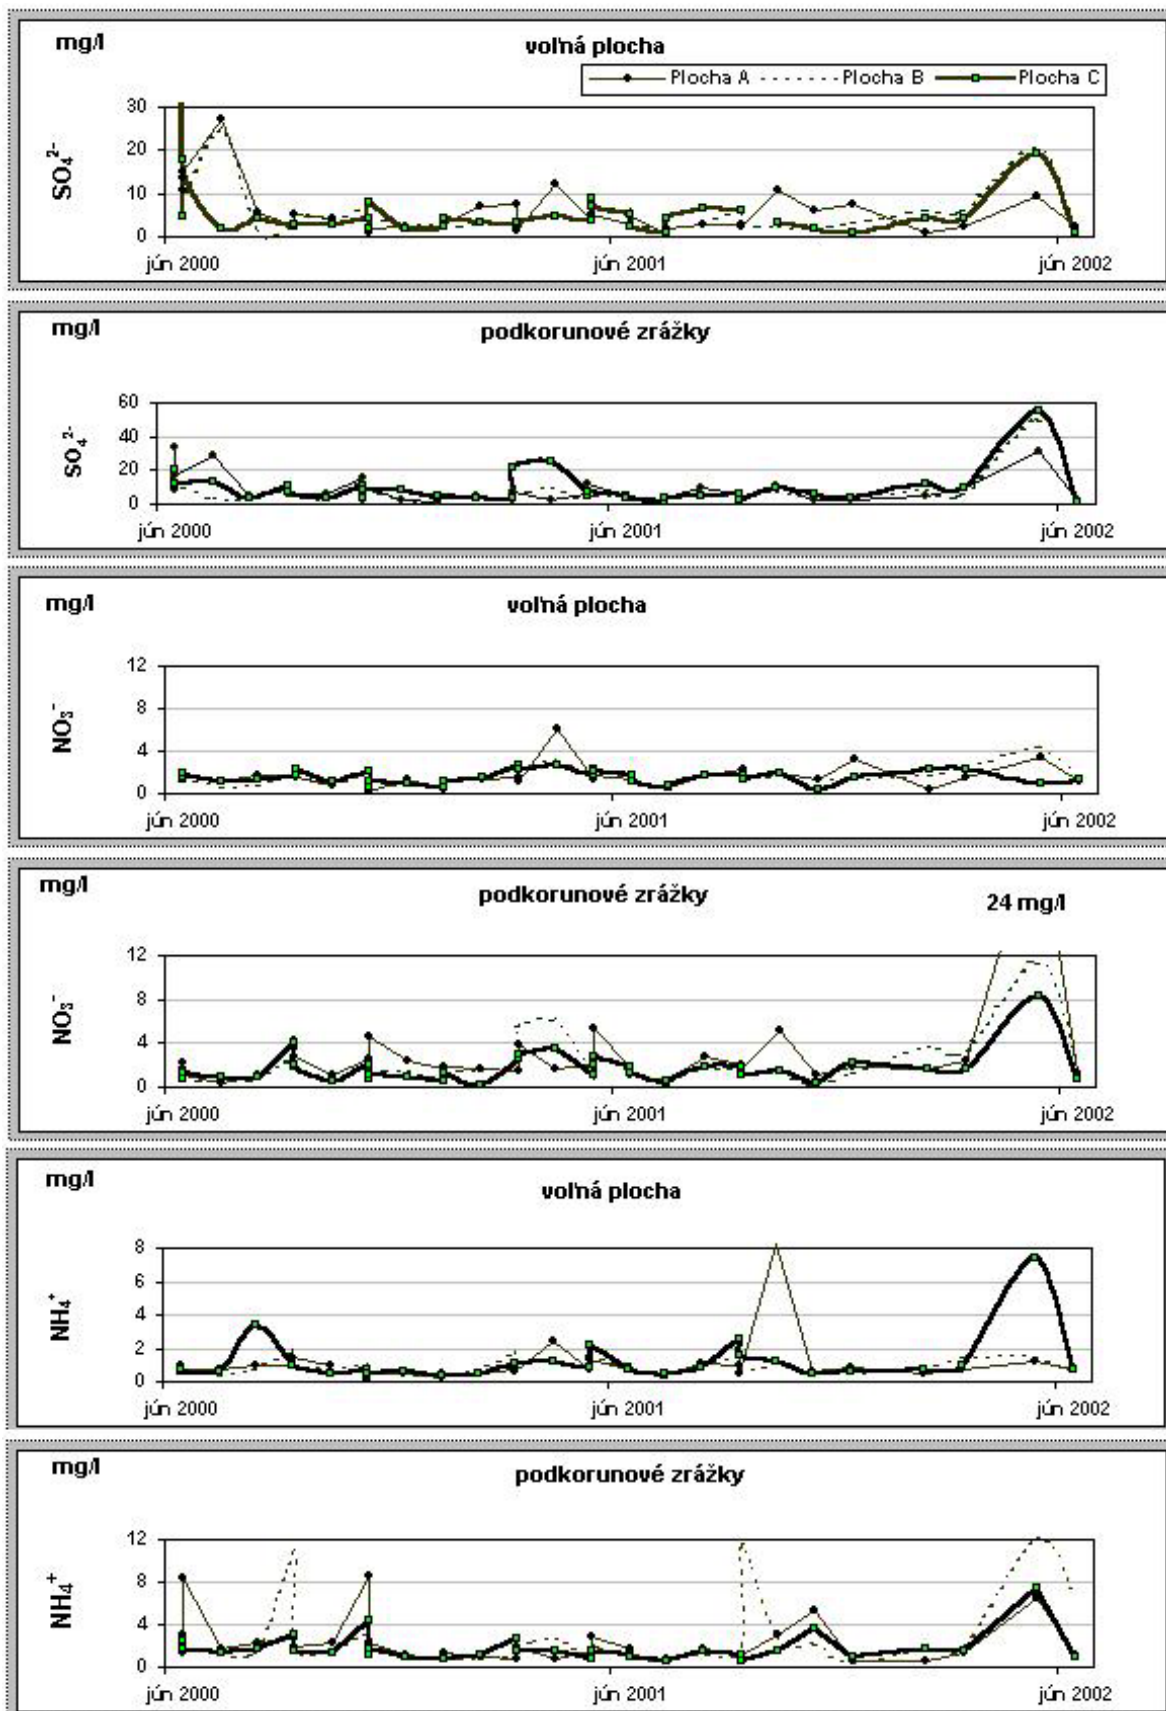 mg/l
voľná plocha
Plocha A Plocha B Plocha C
SO₄²⁻
30
20
10
0
jún 2000 jún 2001 jún 2002
mg/l
podkorunové zrážky
SO₄²⁻
60
40
20
0
jún 2000 jún 2001 jún 2002
mg/l
voľná plocha
NO₃⁻
12
8
4
0
jún 2000 jún 2001 jún 2002
mg/l
podkorunové zrážky
24 mg/l
NO₃⁻
12
8
4
0
jún 2000 jún 2001 jún 2002
mg/l
voľná plocha
NH₄⁺
8
6
4
2
0
jún 2000 jún 2001 jún 2002
mg/l
podkorunové zrážky
NH₄⁺
12
8
4
0
jún 2000 jún 2001 jún 2002